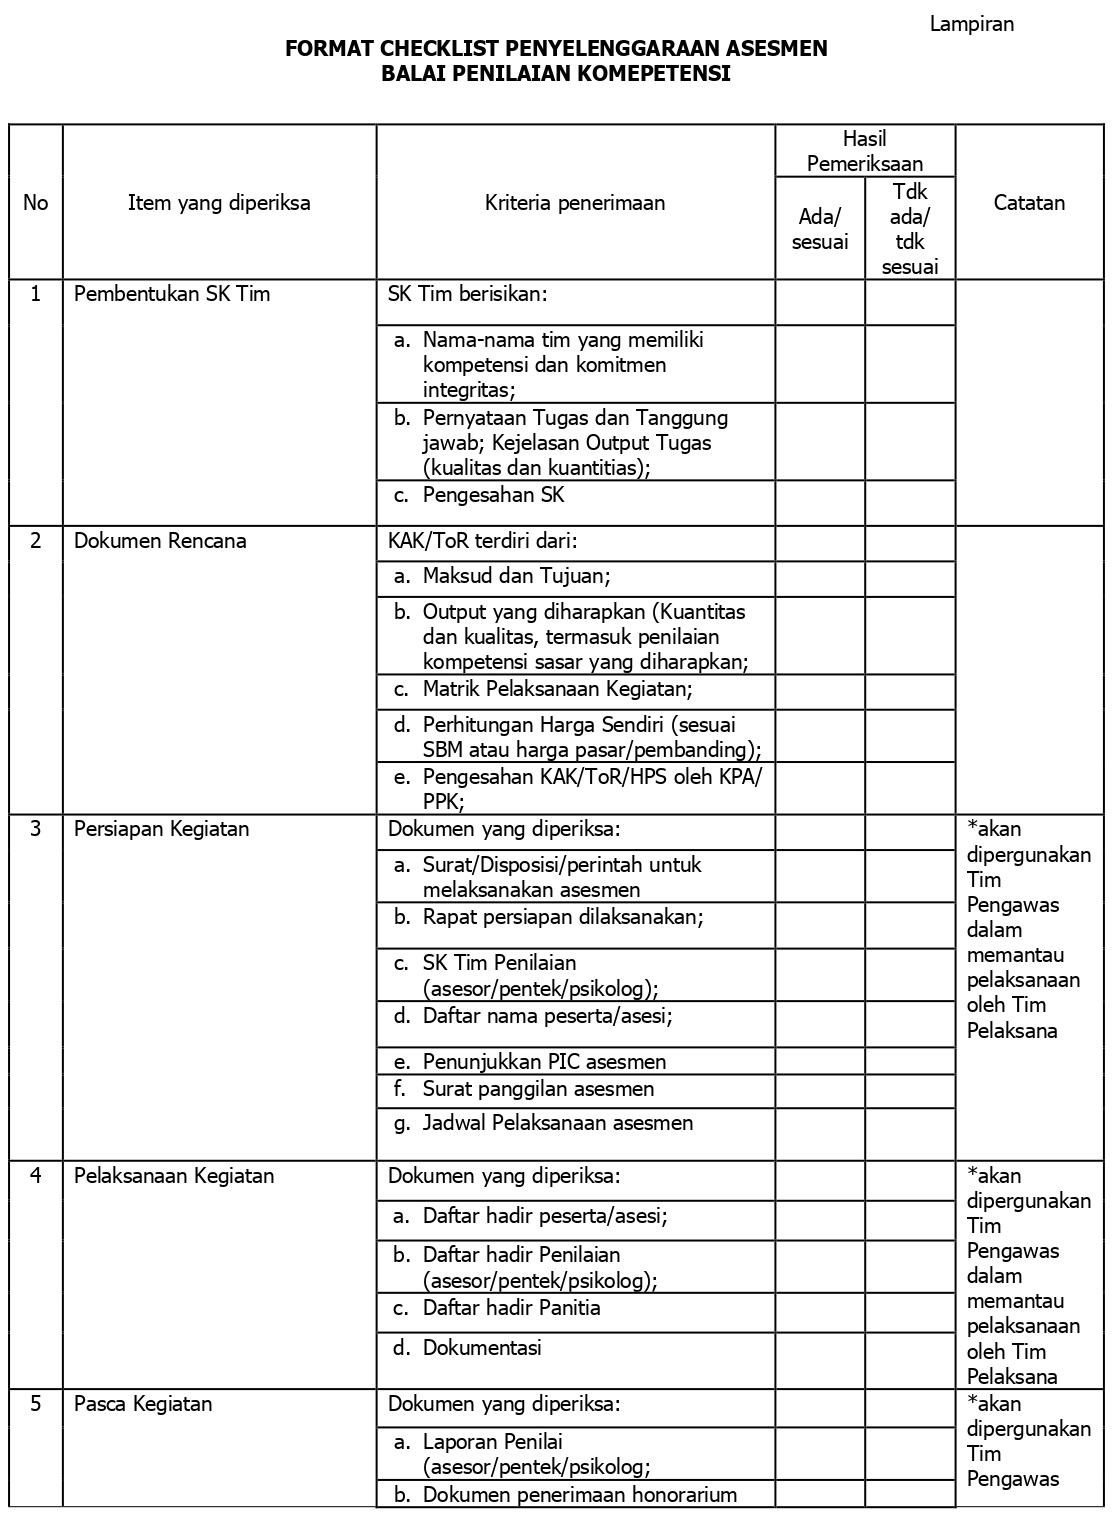 Lampiran
FORMAT CHECKLIST PENYELENGGARAAN ASESMEN
BALAI PENILAIAN KOMEPETENSI
No
Item yang diperiksa
Kriteria penerimaan
Hasil
Pemeriksaan
Ada/
sesuai
Tdk
ada/
tdk
sesuai
Catatan
1
Pembentukan SK Tim
SK Tim berisikan:
a. Nama-nama tim yang memiliki
kompetensi dan komitmen
integritas;
b. Pernyataan Tugas dan Tanggung
jawab; Kejelasan Output Tugas
(kualitas dan kuantitias);
c. Pengesahan SK
2
Dokumen Rencana
KAK/ToR terdiri dari:
a. Maksud dan Tujuan;
b. Output yang diharapkan (Kuantitas
dan kualitas, termasuk penilaian
kompetensi sasar yang diharapkan;
c. Matrik Pelaksanaan Kegiatan;
d. Perhitungan Harga Sendiri (sesuai
SBM atau harga pasar/pembanding);
e. Pengesahan KAK/ToR/HPS oleh KPA/
PPK;
3
Persiapan Kegiatan
Dokumen yang diperiksa:
a. Surat/Disposisi/perintah untuk
melaksanakan asesmen
b. Rapat persiapan dilaksanakan;
c. SK Tim Penilaian
(asesor/pentek/psikolog);
d. Daftar nama peserta/asesi;
e. Penunjukkan PIC asesmen
f. Surat panggilan asesmen
g. Jadwal Pelaksanaan asesmen
*akan
dipergunakan
Tim
Pengawas
dalam
memantau
pelaksanaan
oleh Tim
Pelaksana
4
Pelaksanaan Kegiatan
Dokumen yang diperiksa:
a. Daftar hadir peserta/asesi;
b. Daftar hadir Penilaian
(asesor/pentek/psikolog);
c. Daftar hadir Panitia
d. Dokumentasi
*akan
dipergunakan
Tim
Pengawas
dalam
memantau
pelaksanaan
oleh Tim
Pelaksana
5
Pasca Kegiatan
Dokumen yang diperiksa:
a. Laporan Penilai
(asesor/pentek/psikolog;
b. Dokumen penerimaan honorarium
*akan
dipergunakan
Tim
Pengawas